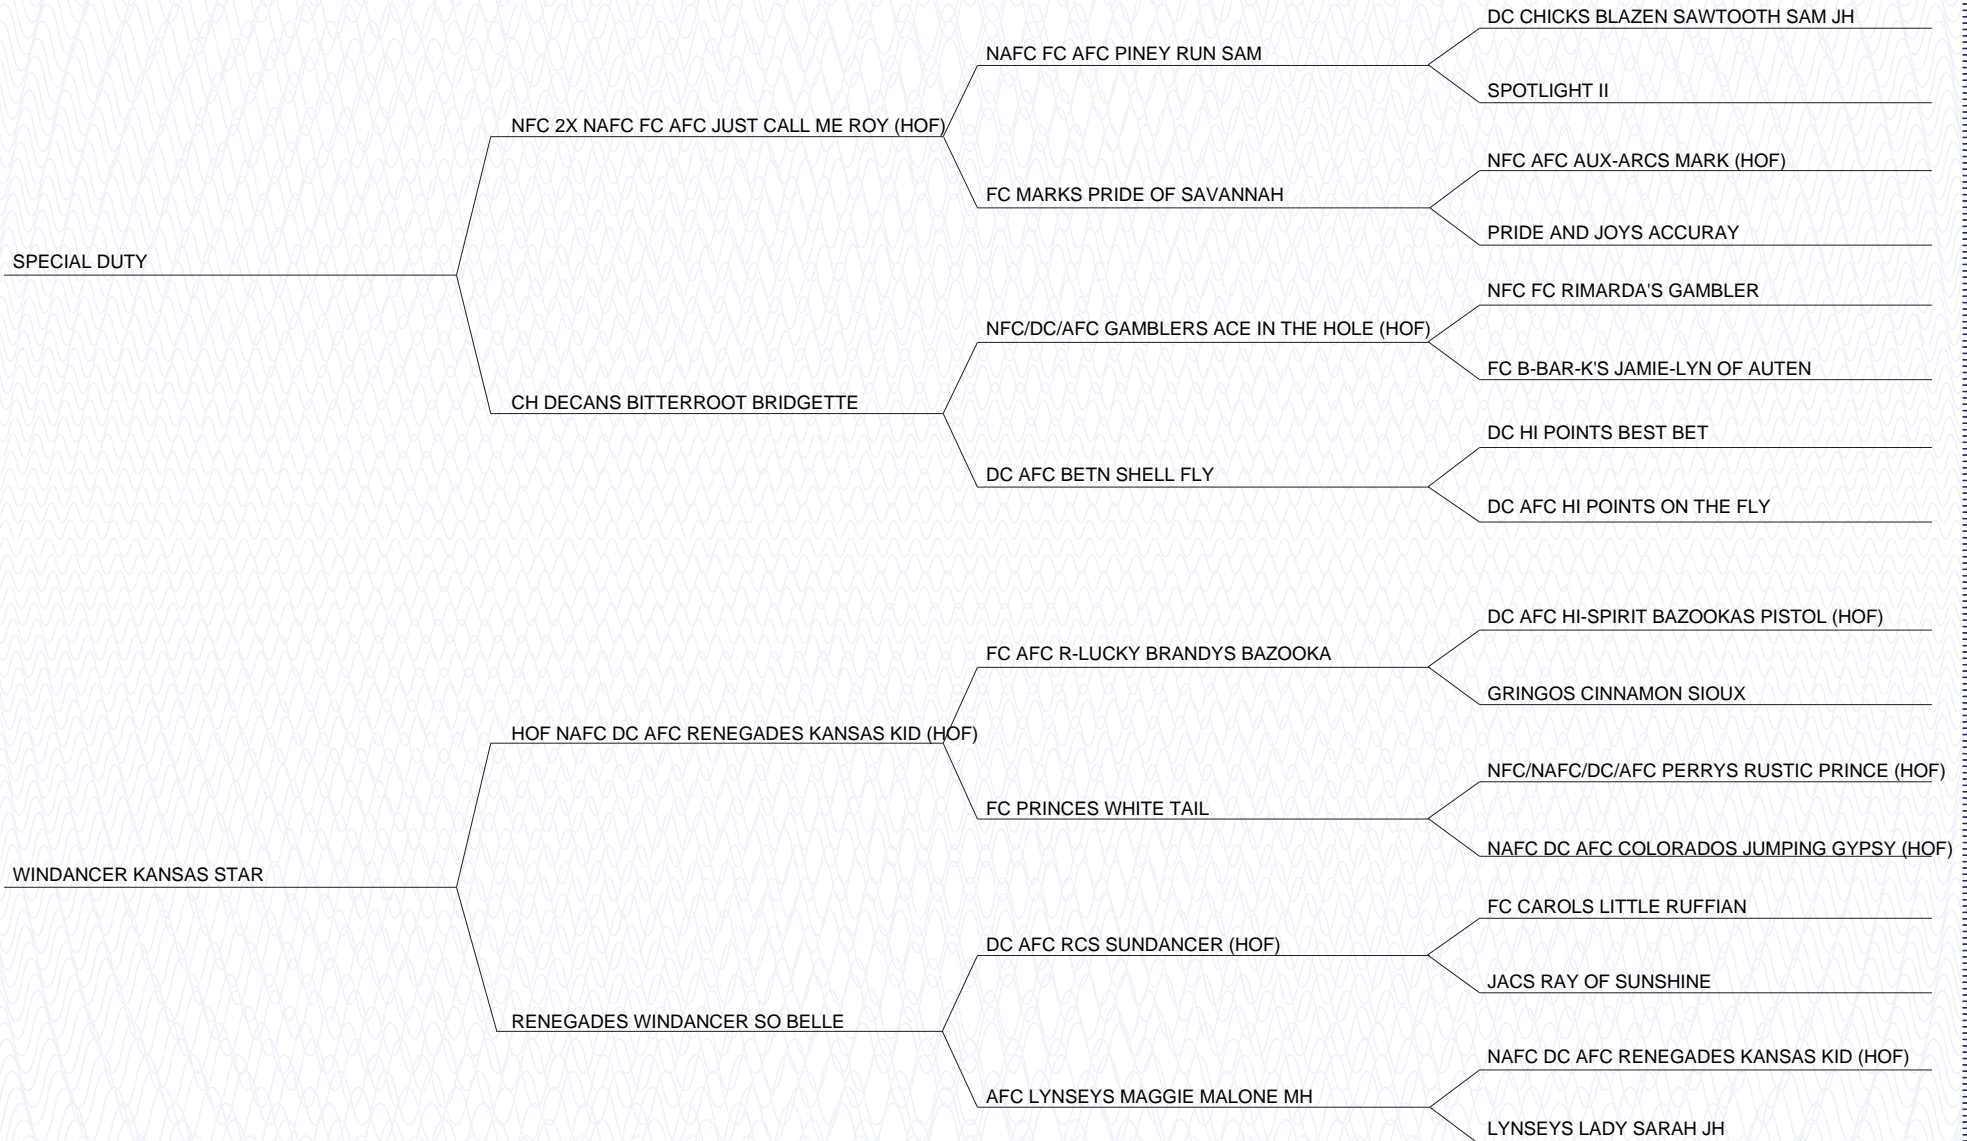 DC CHICKS BLAZEN SAWTOOTH SAM JH
NAFC FC AFC PINEY RUN SAM
SPOTLIGHT II
NFC 2X NAFC FC AFC JUST CALL ME ROY (HOF)
NFC AFC AUX-ARCS MARK (HOF)
FC MARKS PRIDE OF SAVANNAH
PRIDE AND JOYS ACCURAY
SPECIAL DUTY
NFC FC RIMARDA'S GAMBLER
NFC/DC/AFC GAMBLERS ACE IN THE HOLE (HOF)
FC B-BAR-K'S JAMIE-LYN OF AUTEN
CH DECANS BITTERROOT BRIDGETTE
DC HI POINTS BEST BET
DC AFC BETN SHELL FLY
DC AFC HI POINTS ON THE FLY
DC AFC HI-SPIRIT BAZOOKAS PISTOL (HOF)
FC AFC R-LUCKY BRANDYS BAZOOKA
GRINGOS CINNAMON SIOUX
HOF NAFC DC AFC RENEGADES KANSAS KID (HOF)
NFC/NAFC/DC/AFC PERRYS RUSTIC PRINCE (HOF)
FC PRINCES WHITE TAIL
NAFC DC AFC COLORADOS JUMPING GYPSY (HOF)
WINDANCER KANSAS STAR
FC CAROLS LITTLE RUFFIAN
DC AFC RCS SUNDANCER (HOF)
JACS RAY OF SUNSHINE
RENEGADES WINDANCER SO BELLE
NAFC DC AFC RENEGADES KANSAS KID (HOF)
AFC LYNSEYS MAGGIE MALONE MH
LYNSEYS LADY SARAH JH